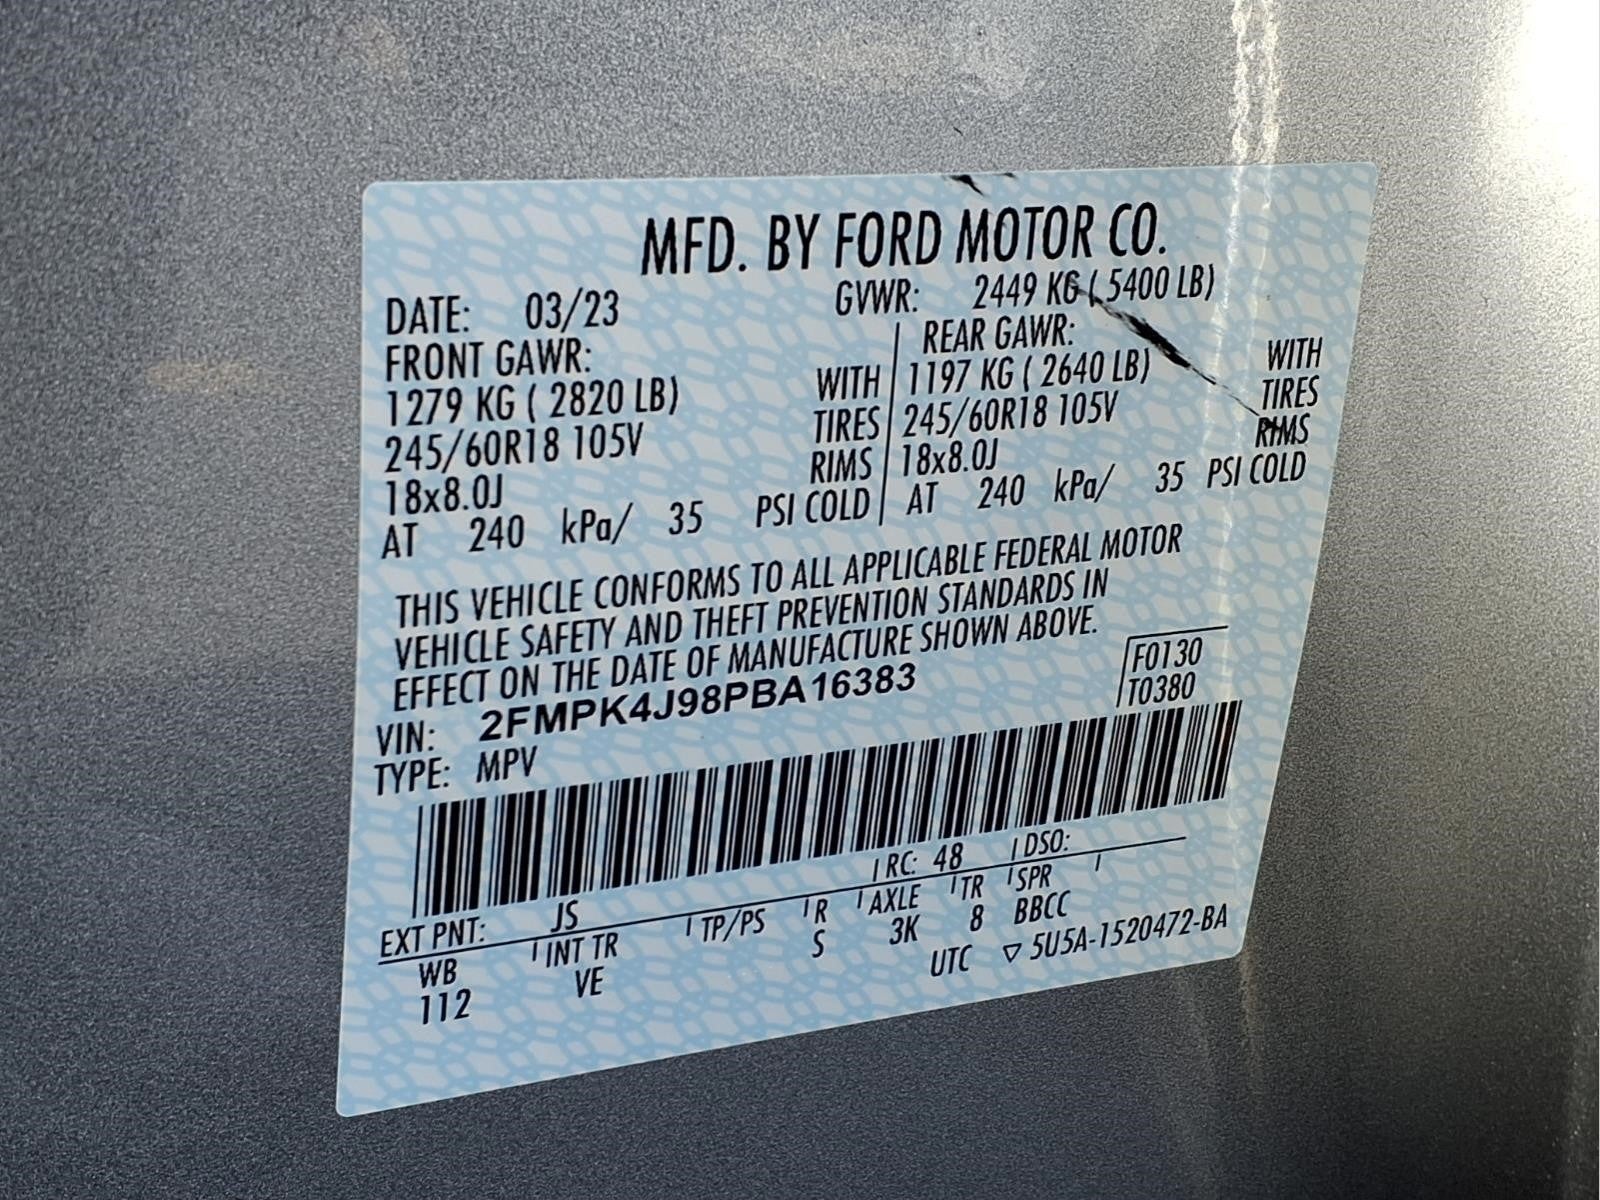 MFD. BY FORD MOTOR CO.
DATE: 03/23 GVWR: 2449 KG ( 5400 LB)
FRONT GAWR: REAR GAWR:
1279 KG ( 2820 LB) WITH 1197 KG ( 2640 LB) WITH
245/60R18 105V TIRES 245/60R18 105V TIRES
18x8.0J RIMS 18x8.0J RIMS
AT 240 kPa/ 35 PSI COLD AT 240 kPa/ 35 PSI COLD
THIS VEHICLE CONFORMS TO ALL APPLICABLE FEDERAL MOTOR
VEHICLE SAFETY AND THEFT PREVENTION STANDARDS IN
EFFECT ON THE DATE OF MANUFACTURE SHOWN ABOVE.
VIN: 2FMPK4J98PBA16383 F0130
TYPE: MPV T0380
EXT PNT: JS RC: 48 DSO:
WB INT TR TP/PS R AXLE TR SPR
112 VE S 3K 8 BBCC
UTC ▽ 5U5A-1520472-BA